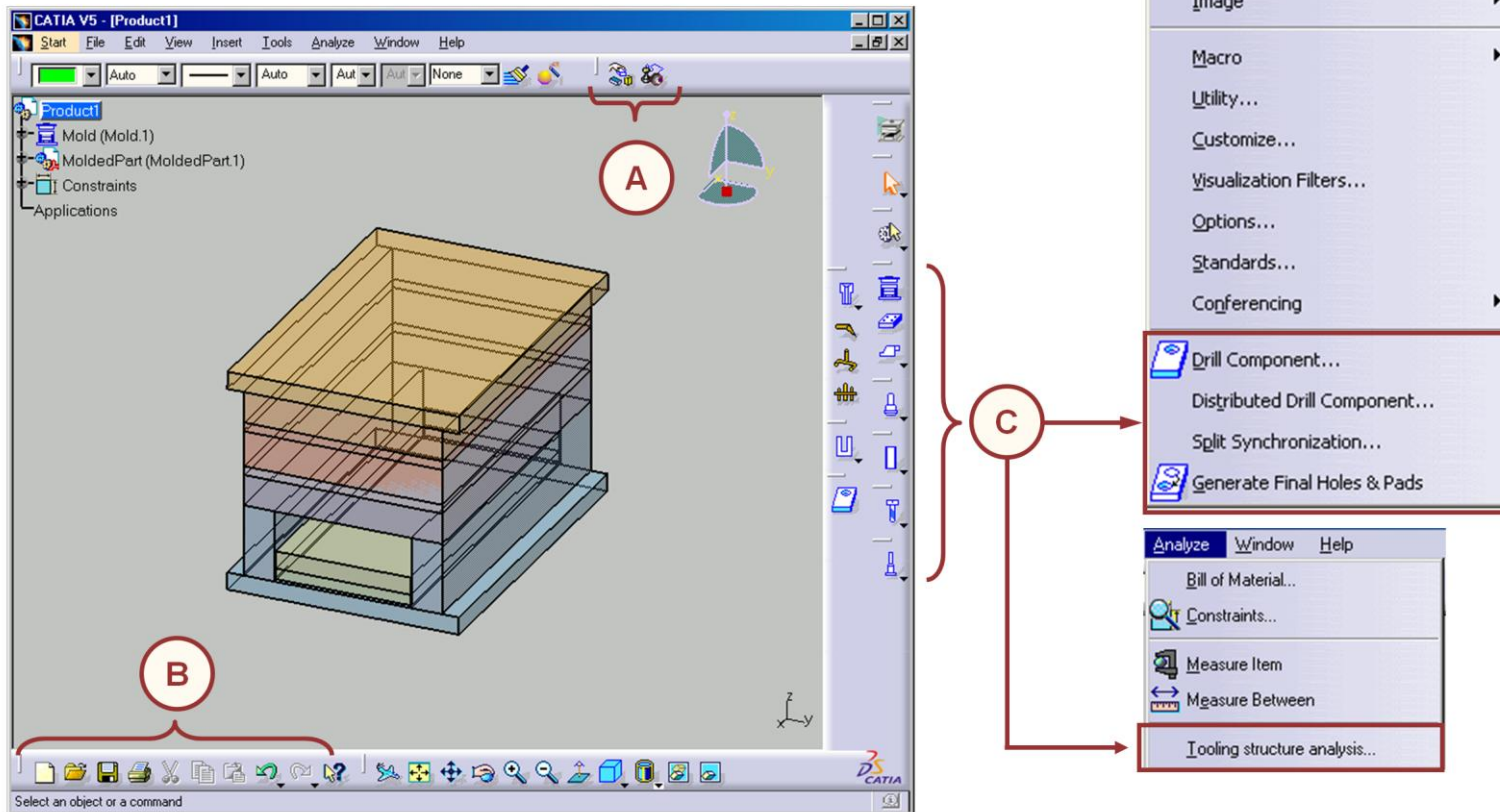 CATIA V5 - [Product1]
Start File Edit View Insert Tools Analyze Window Help
Auto Auto Aut Aut None
Product1
Mold (Mold.1)
MoldedPart (MoldedPart.1)
Constraints
Applications
A
z
y
B
z
x y
CATIA
Select an object or a command
C
Image
Macro
Utility...
Customize...
Visualization Filters...
Options...
Standards...
Conferencing
Drill Component...
Distributed Drill Component...
Split Synchronization...
Generate Final Holes & Pads
Analyze Window Help
Bill of Material...
Constraints...
Measure Item
Measure Between
Tooling structure analysis...